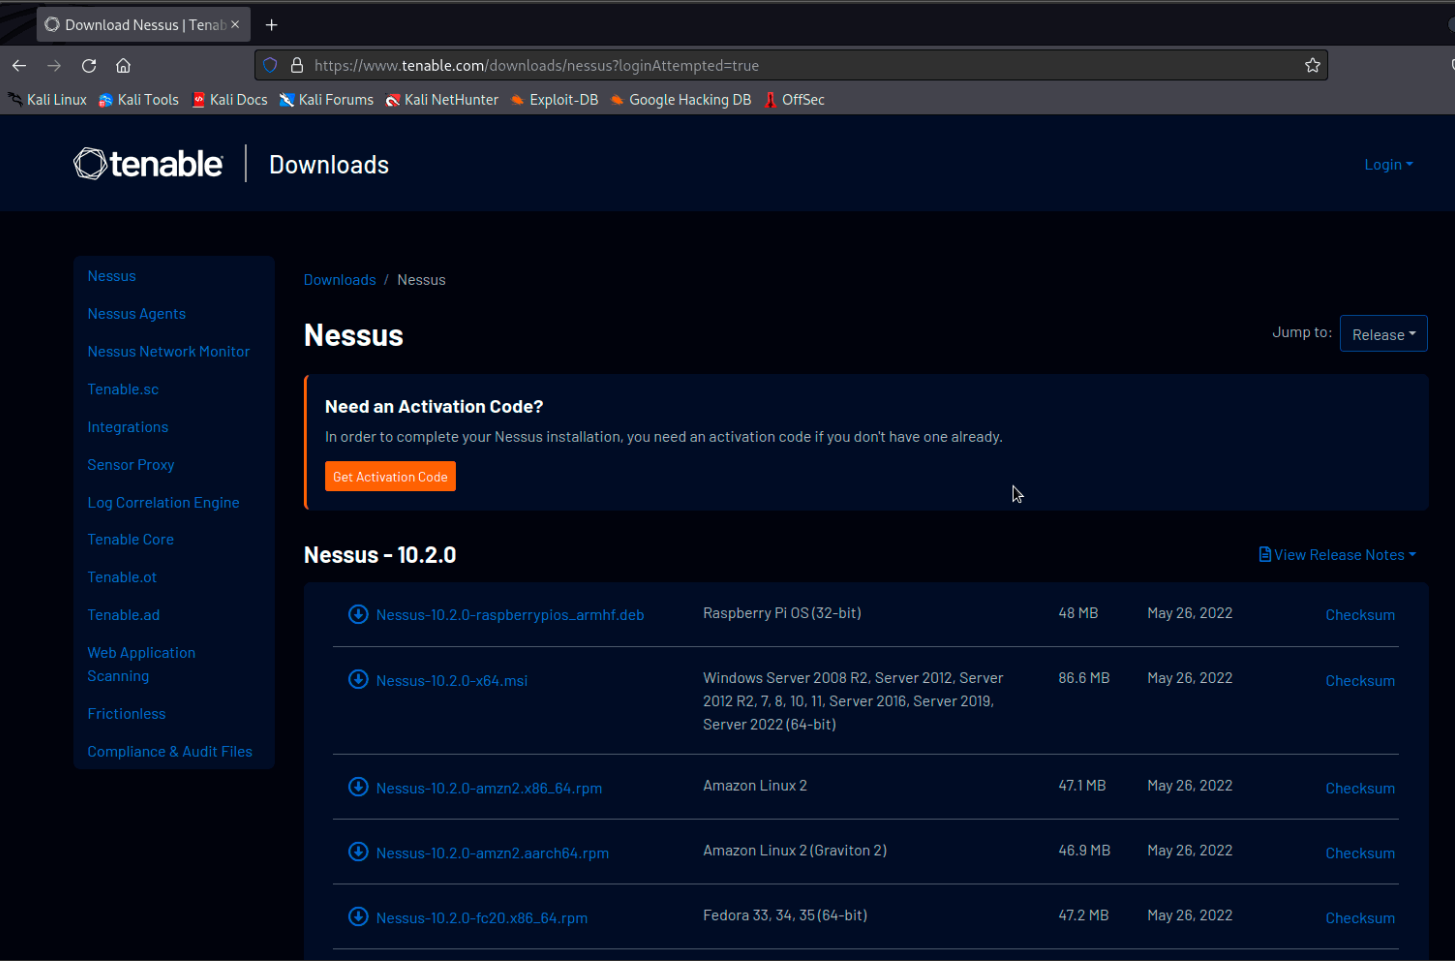 Download Nessus | Tenab
https://www.tenable.com/downloads/nessus?loginAttempted=true
Kali Linux Kali Tools Kali Docs Kali Forums Kali NetHunter Exploit-DB Google Hacking DB OffSec
tenable Downloads Login
Nessus
Nessus Agents
Nessus Network Monitor
Tenable.sc
Integrations
Sensor Proxy
Log Correlation Engine
Tenable Core
Tenable.ot
Tenable.ad
Web Application
Scanning
Frictionless
Compliance & Audit Files
Downloads / Nessus
Nessus
Jump to: Release
Need an Activation Code?
In order to complete your Nessus installation, you need an activation code if you don't have one already.
Get Activation Code
Nessus - 10.2.0
View Release Notes
Nessus-10.2.0-raspberrypios_armhf.deb Raspberry Pi OS (32-bit) 48 MB May 26, 2022 Checksum
Nessus-10.2.0-x64.msi Windows Server 2008 R2, Server 2012, Server 86.6 MB May 26, 2022 Checksum
2012 R2, 7, 8, 10, 11, Server 2016, Server 2019,
Server 2022 (64-bit)
Nessus-10.2.0-amzn2.x86_64.rpm Amazon Linux 2 47.1 MB May 26, 2022 Checksum
Nessus-10.2.0-amzn2.aarch64.rpm Amazon Linux 2 (Graviton 2) 46.9 MB May 26, 2022 Checksum
Nessus-10.2.0-fc20.x86_64.rpm Fedora 33, 34, 35 (64-bit) 47.2 MB May 26, 2022 Checksum